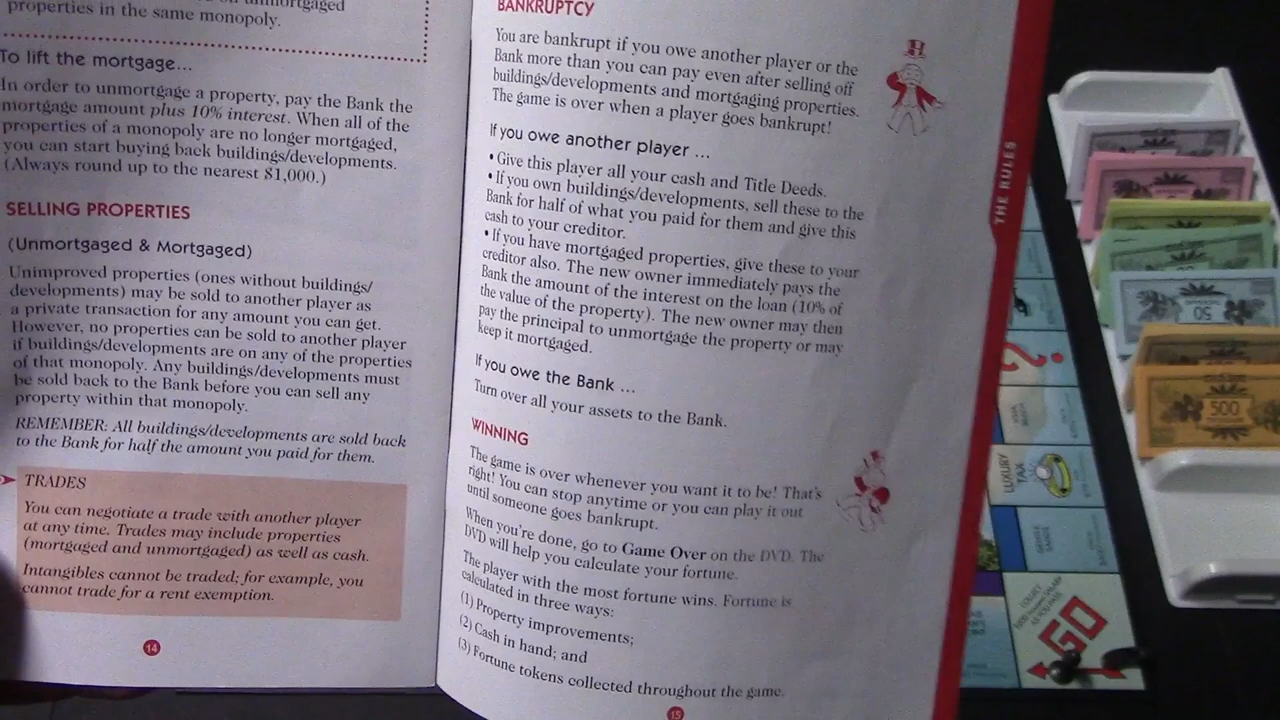 properties in the same monopoly.
To lift the mortgage...
In order to unmortgage a property, pay the Bank the
mortgage amount plus 10% interest. When all of the
properties of a monopoly are no longer mortgaged,
you can start buying back buildings/developments.
(Always round up to the nearest $1,000.)
SELLING PROPERTIES
(Unmortgaged & Mortgaged)
Unimproved properties (ones without buildings/
developments) may be sold to another player as
a private transaction for any amount you can get.
However, no properties can be sold to another player
if buildings/developments are on any of the properties
of that monopoly. Any buildings/developments must
be sold back to the Bank before you can sell any
property within that monopoly.
REMEMBER: All buildings/developments are sold back
to the Bank for half the amount you paid for them.
TRADES
You can negotiate a trade with another player
at any time. Trades may include properties
(mortgaged and unmortgaged) as well as cash.
Intangibles cannot be traded; for example, you
cannot trade for a rent exemption.
14
BANKRUPTCY
You are bankrupt if you owe another player or the
Bank more than you can pay even after selling off
buildings/developments and mortgaging properties.
The game is over when a player goes bankrupt!
If you owe another player ...
• Give this player all your cash and Title Deeds.
• If you own buildings/developments, sell these to the
Bank for half of what you paid for them and give this
cash to your creditor.
• If you have mortgaged properties, give these to your
creditor also. The new owner immediately pays the
Bank the amount of the interest on the loan (10% of
the value of the property). The new owner may then
pay the principal to unmortgage the property or may
keep it mortgaged.
If you owe the Bank ...
Turn over all your assets to the Bank.
WINNING
The game is over whenever you want it to be! That's
right! You can stop anytime or you can play it out
until someone goes bankrupt.
When you're done, go to Game Over on the DVD. The
DVD will help you calculate your fortune.
The player with the most fortune wins. Fortune is
calculated in three ways:
(1) Property improvements;
(2) Cash in hand; and
(3) Fortune tokens collected throughout the game.
15
THE RULES
50
500
LUXURY
TAX
COLLECT
AS YOU PASS
GO